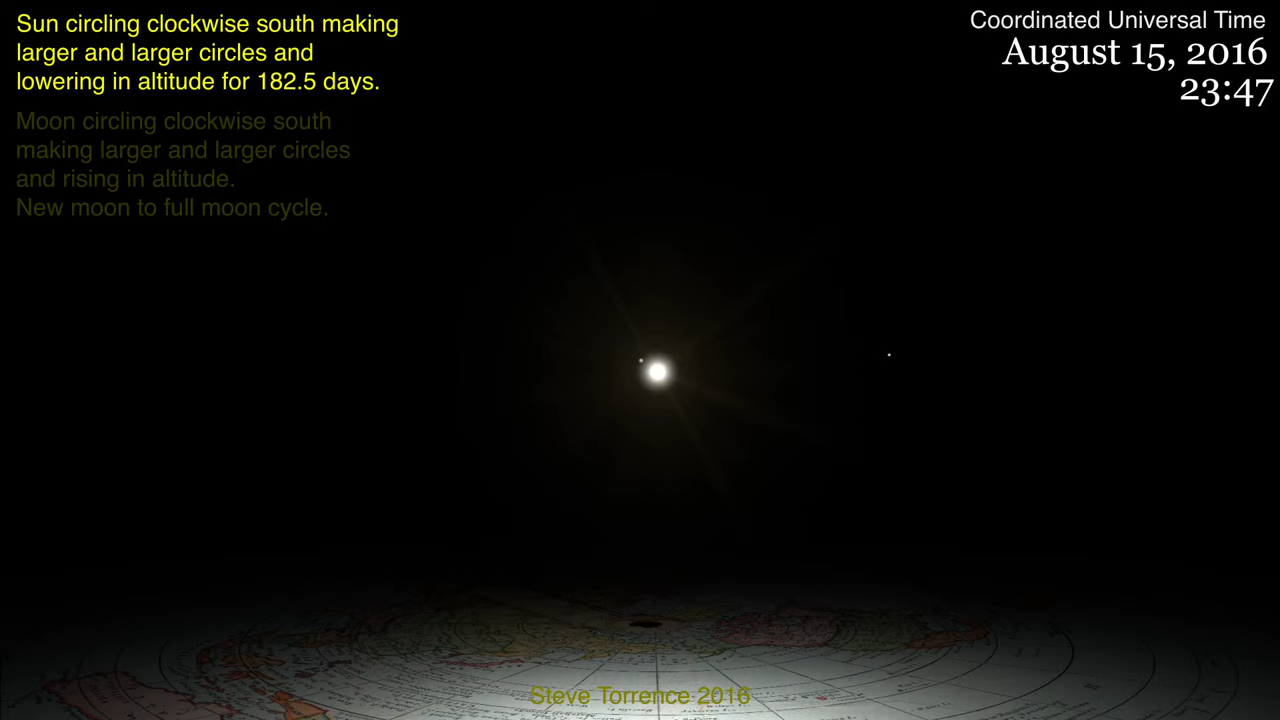 Sun circling clockwise south making
larger and larger circles and
lowering in altitude for 182.5 days.
Moon circling clockwise south
making larger and larger circles
and rising in altitude.
New moon to full moon cycle.
Coordinated Universal Time
August 15, 2016
23:47
Steve Torrence 2016